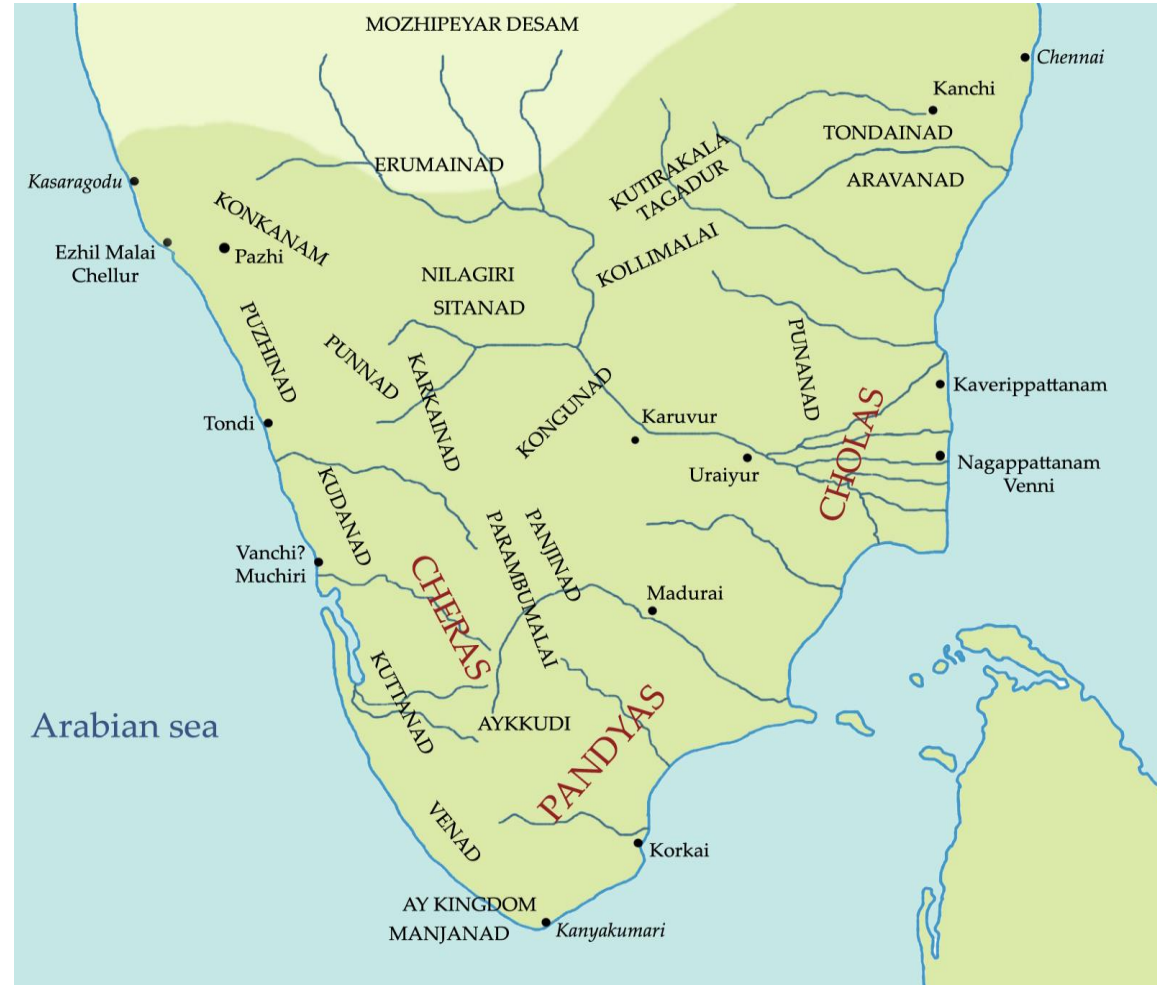 MOZHIPEYAR DESAM
Chennai
Kanchi
TONDAINAD
ERUMAINAD
KUTIRAKALA
TAGADUR
ARAVANAD
Kasaragodu
KONKANAM
Ezhil Malai
Chellur
Pazhi
KOLLIMALAI
NILAGIRI
SITANAD
PUZHINAD
PUNNAD
KARKAINAD
KONGUNAD
PUNANAD
Kaverippattanam
CHOLAS
Tondi
Karuvur
Uraiyur
Nagappattanam
Venni
KUDANAD
PARAMBUMALAI
PANJINAD
Vanchi?
Muchiri
CHERAS
Madurai
KUTTANAD
Arabian sea
AYKKUDI
PANDYAS
VENAD
Korkai
AY KINGDOM
MANJANAD
Kanyakumari